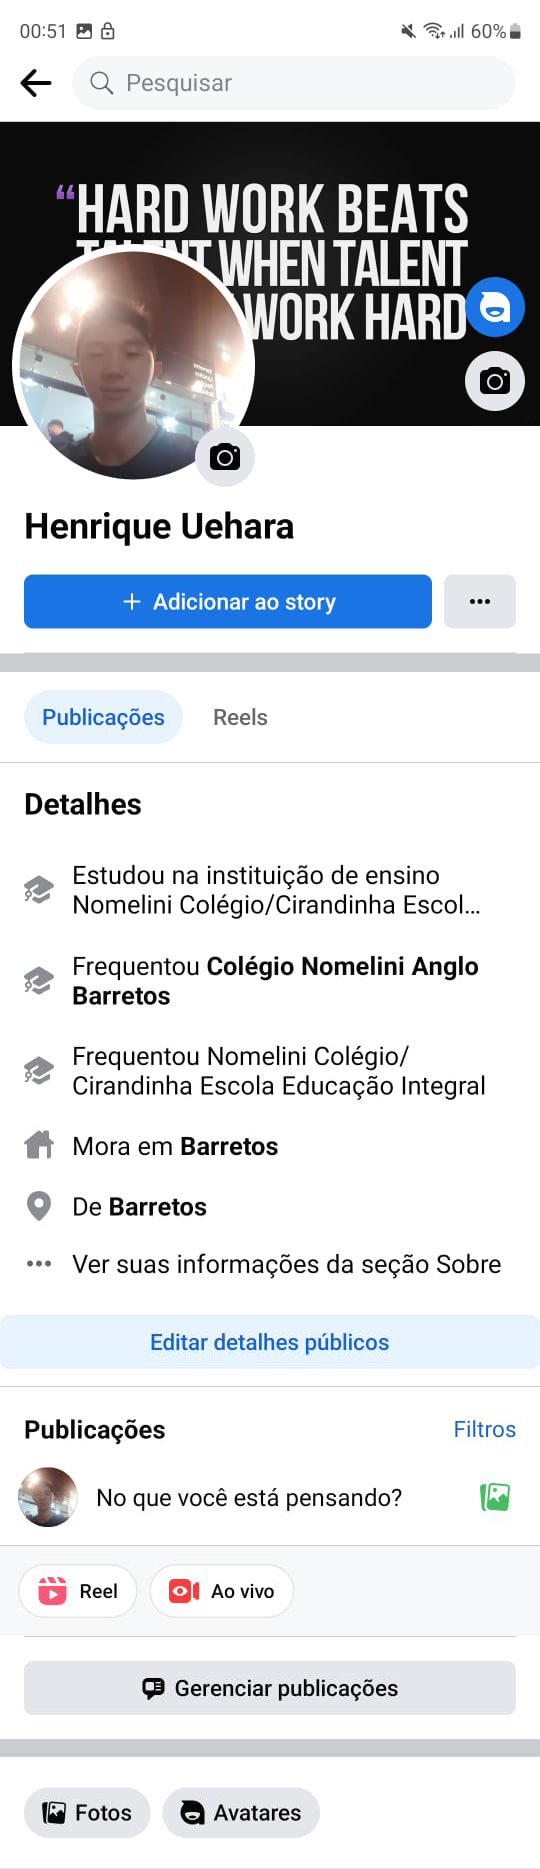 00:51
60%
Pesquisar
“HARD WORK BEATS
TALENT WHEN TALENT
WORK HARD
Henrique Uehara
+ Adicionar ao story
Publicações Reels
Detalhes
Estudou na instituição de ensino
Nomelini Colégio/Cirandinha Escol...
Frequentou Colégio Nomelini Anglo
Barretos
Frequentou Nomelini Colégio/
Cirandinha Escola Educação Integral
Mora em Barretos
De Barretos
Ver suas informações da seção Sobre
Editar detalhes públicos
Publicações Filtros
No que você está pensando?
Reel Ao vivo
Gerenciar publicações
Fotos Avatares